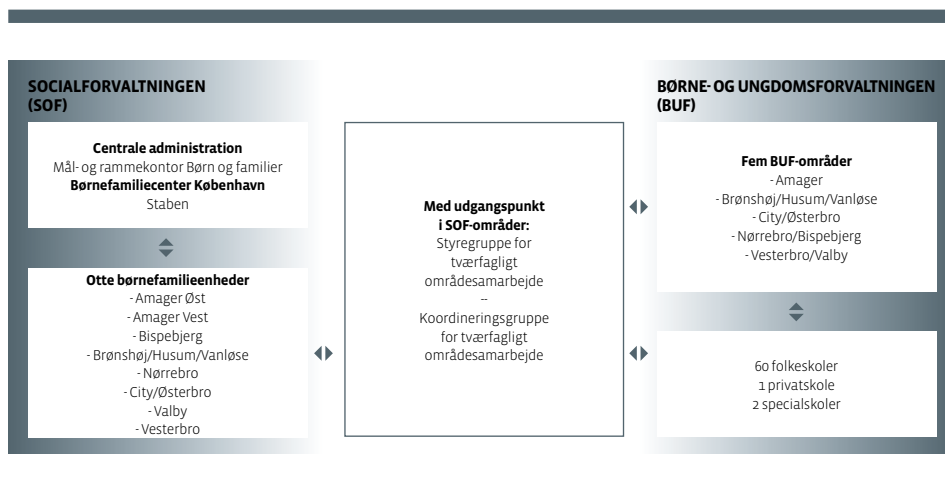 SOCIALFORVALTNINGEN
(SOF)
Centrale administration
Mål- og rammekontor Børn og familier
Børnefamiliecenter København
Staben
Otte børnefamilieenheder
- Amager Øst
- Amager Vest
- Bispebjerg
- Brønshøj/Husum/Vanløse
- Nørrebro
- City/Østerbro
- Valby
- Vesterbro
Med udgangspunkt
i SOF-områder:
Styregruppe for
tværfagligt
områdesamarbejde
--
Koordineringsgruppe
for tværfagligt
områdesamarbejde
BØRNE- OG UNGDOMSFORVALTNINGEN
(BUF)
Fem BUF-områder
- Amager
- Brønshøj/Husum/Vanløse
- City/Østerbro
- Nørrebro/Bispebjerg
- Vesterbro/Valby
60 folkeskoler
1 privatskole
2 specialskoler